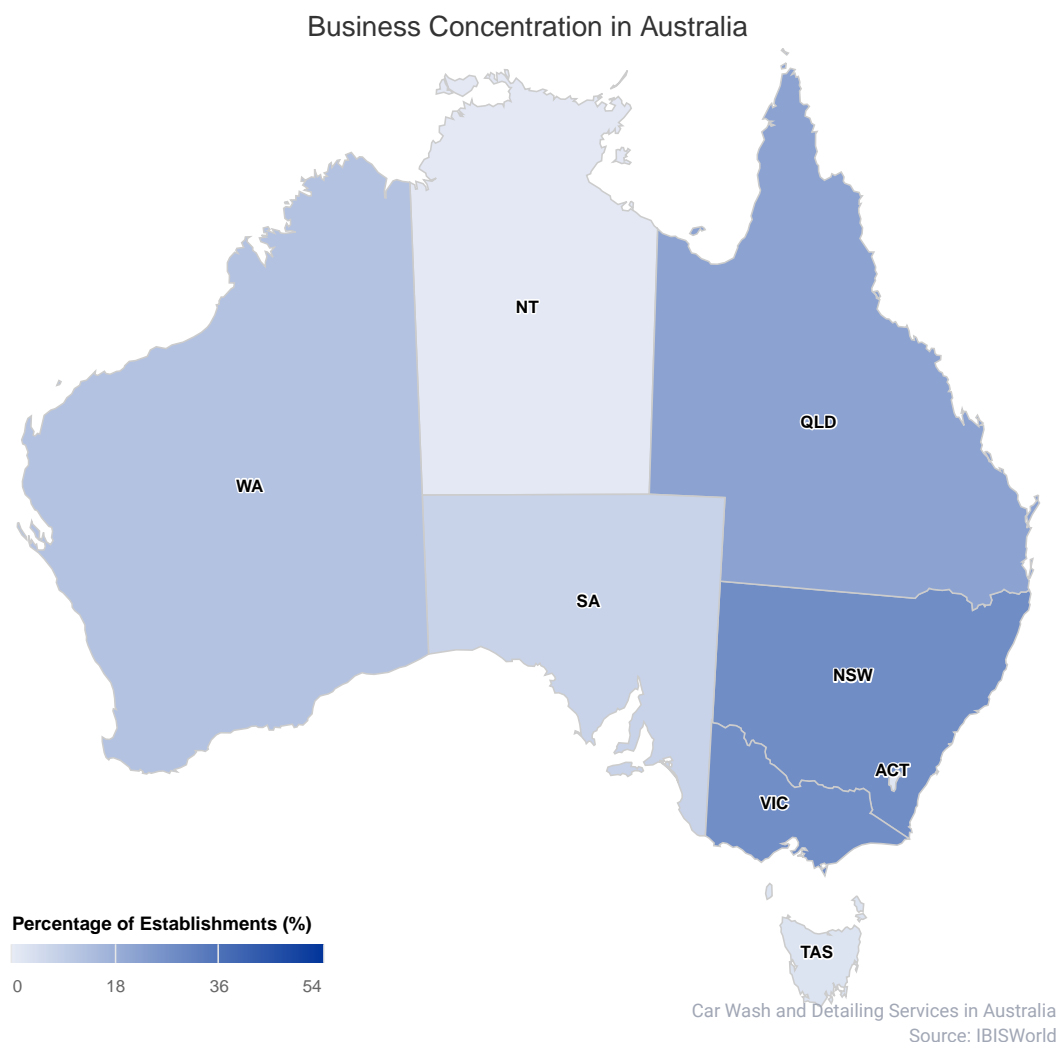 Business Concentration in Australia
NT
QLD
WA
SA
NSW
ACT
VIC
Percentage of Establishments (%)
TAS
0 18 36 54
Car Wash and Detailing Services in Australia
Source: IBISWorld